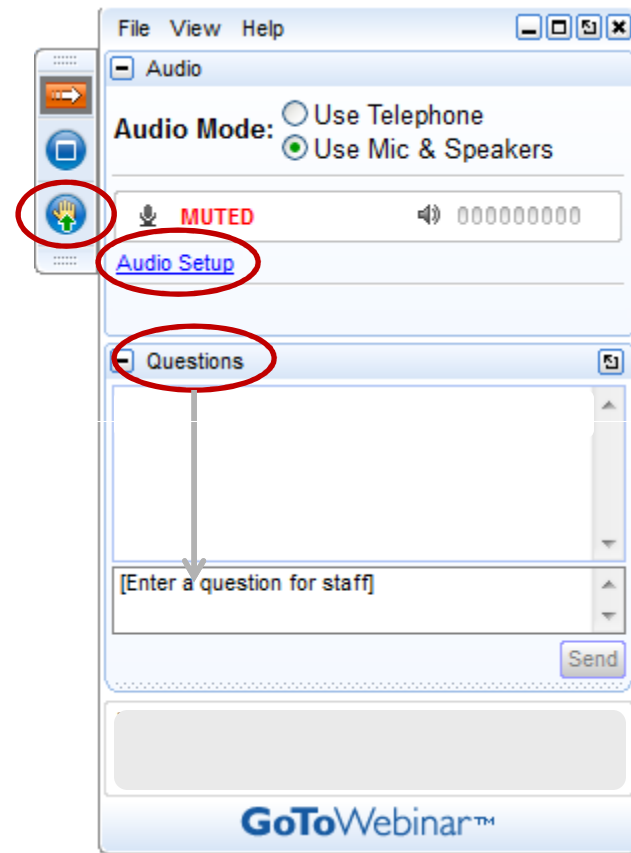 File View Help
Audio
Audio Mode:
Use Telephone
Use Mic & Speakers
MUTED
000000000
Audio Setup
Questions
[Enter a question for staff]
Send
GoToWebinar™